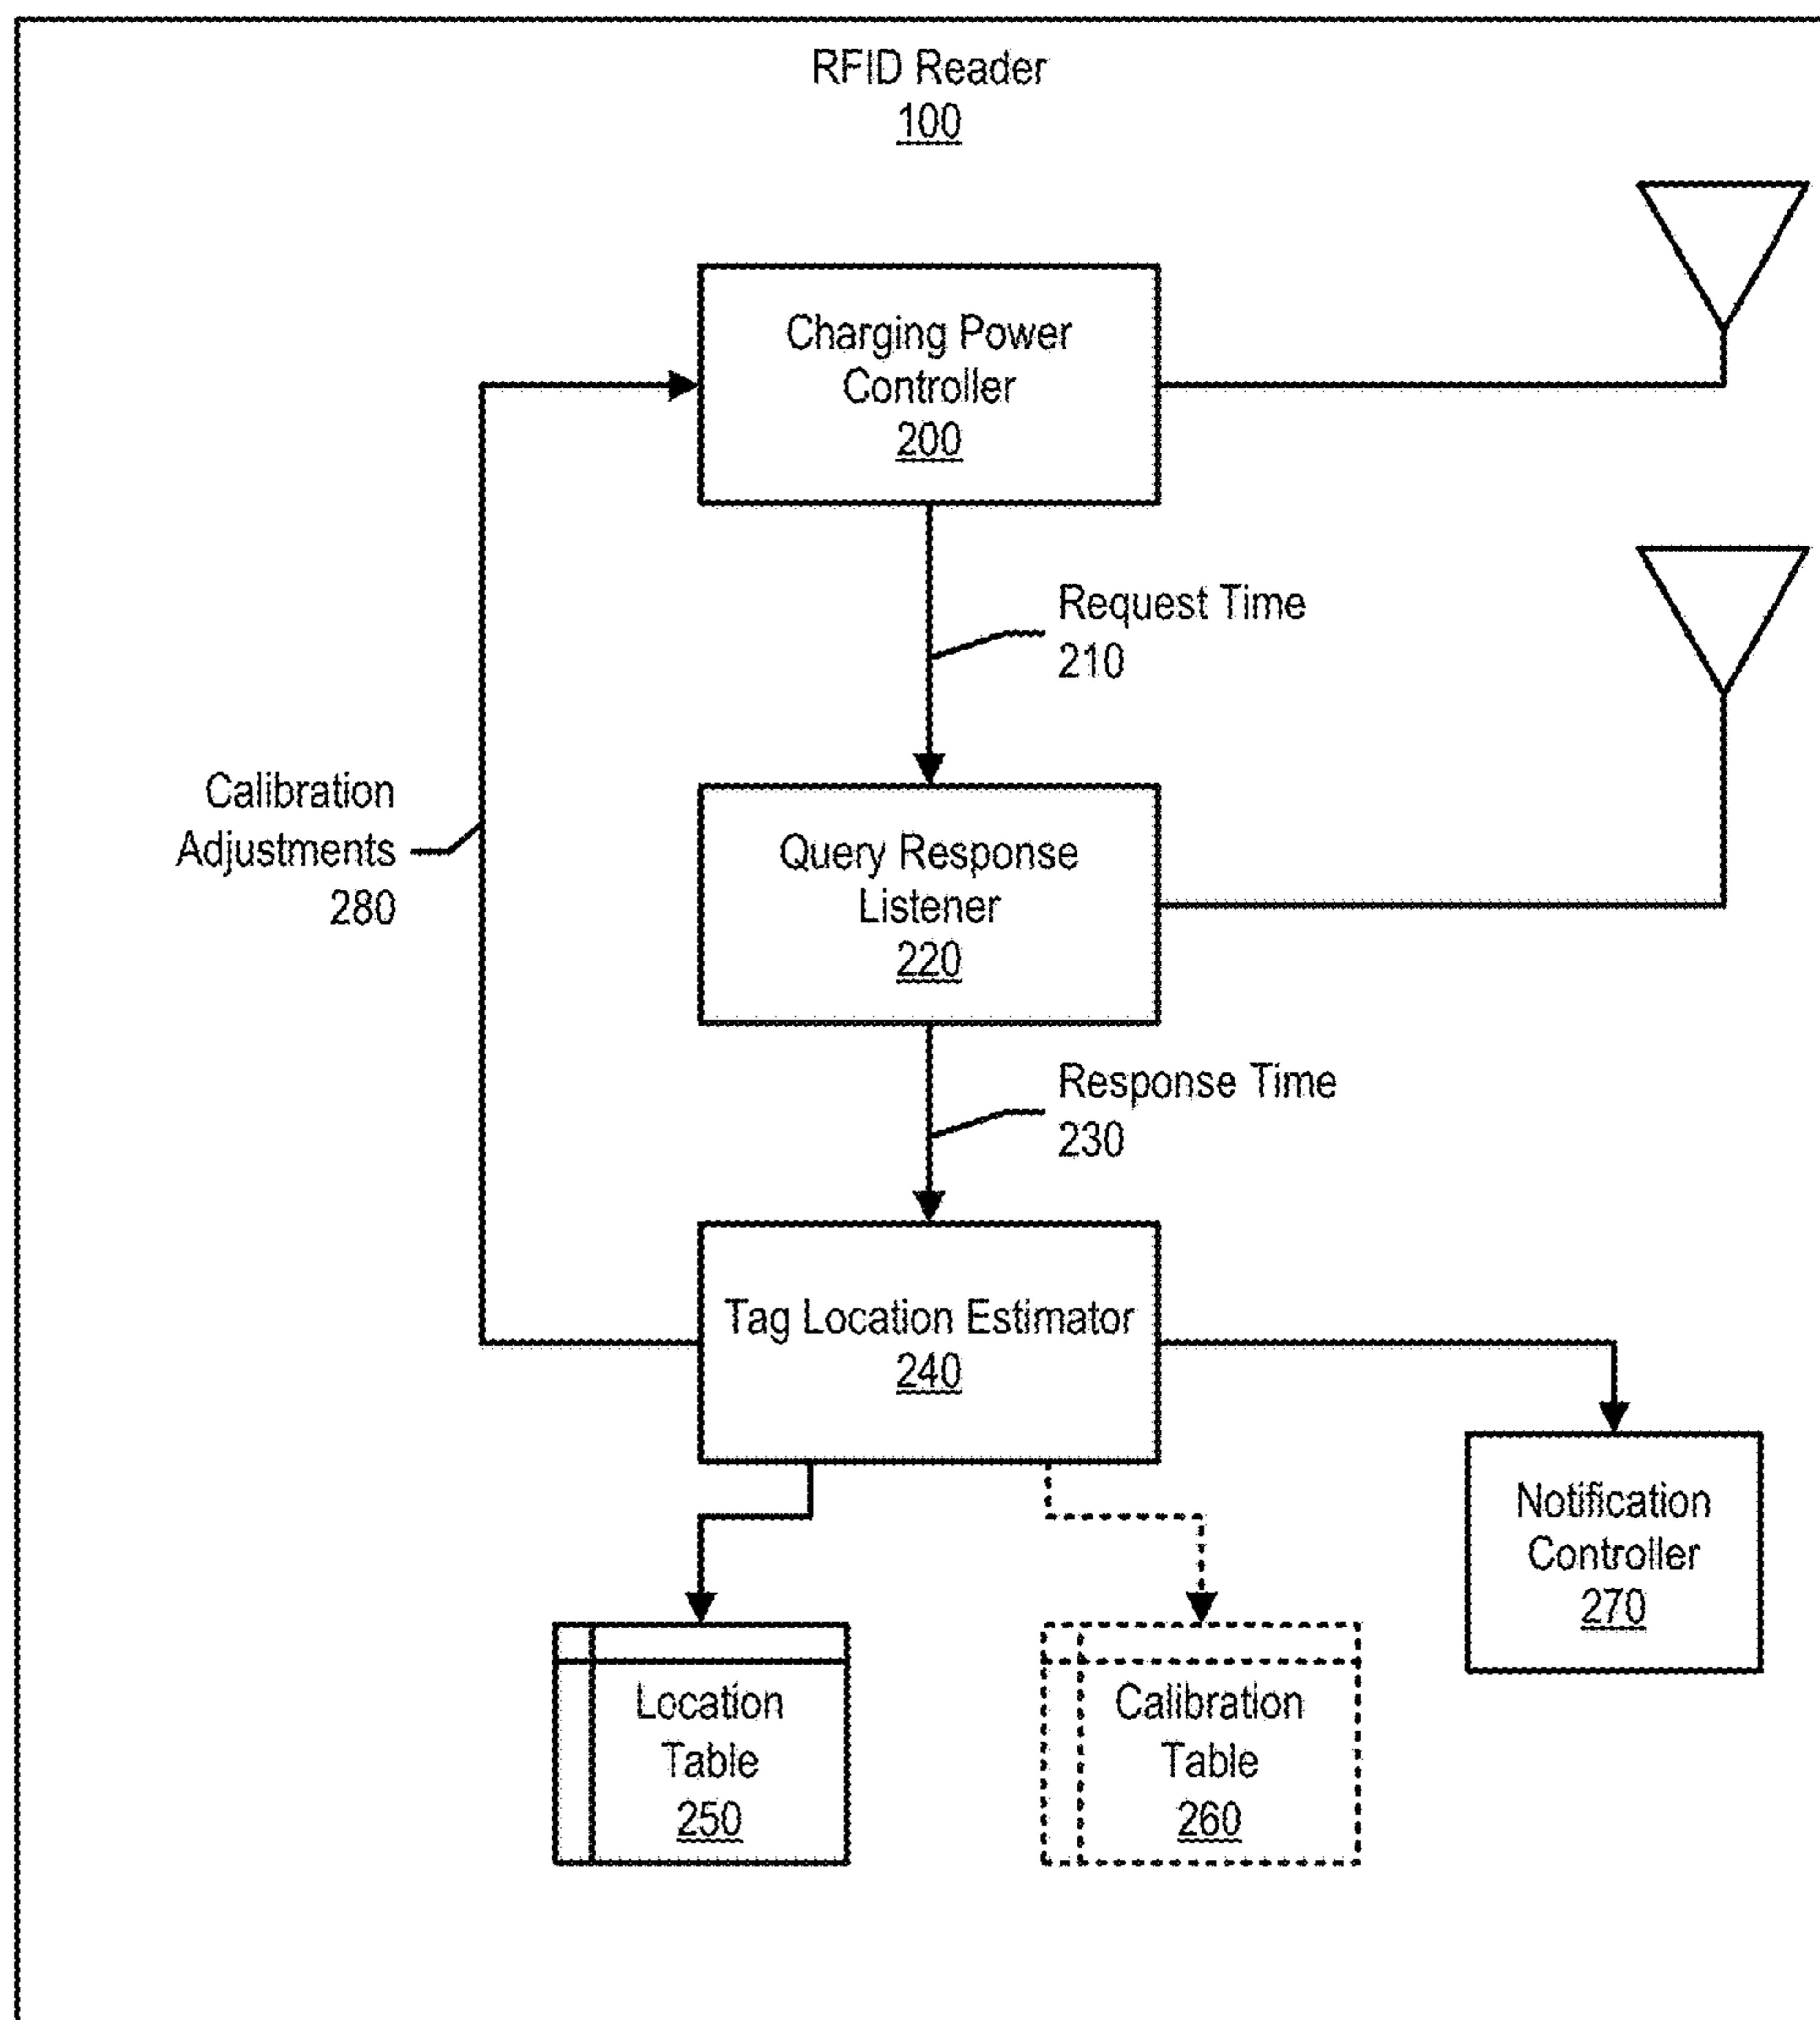 RFID Reader
100
Charging Power
Controller
200
Request Time
210
Calibration
Adjustments
280
Query Response
Listener
220
Response Time
230
Tag Location Estimator
240
Notification
Controller
270
Location
Table
250
Calibration
Table
260